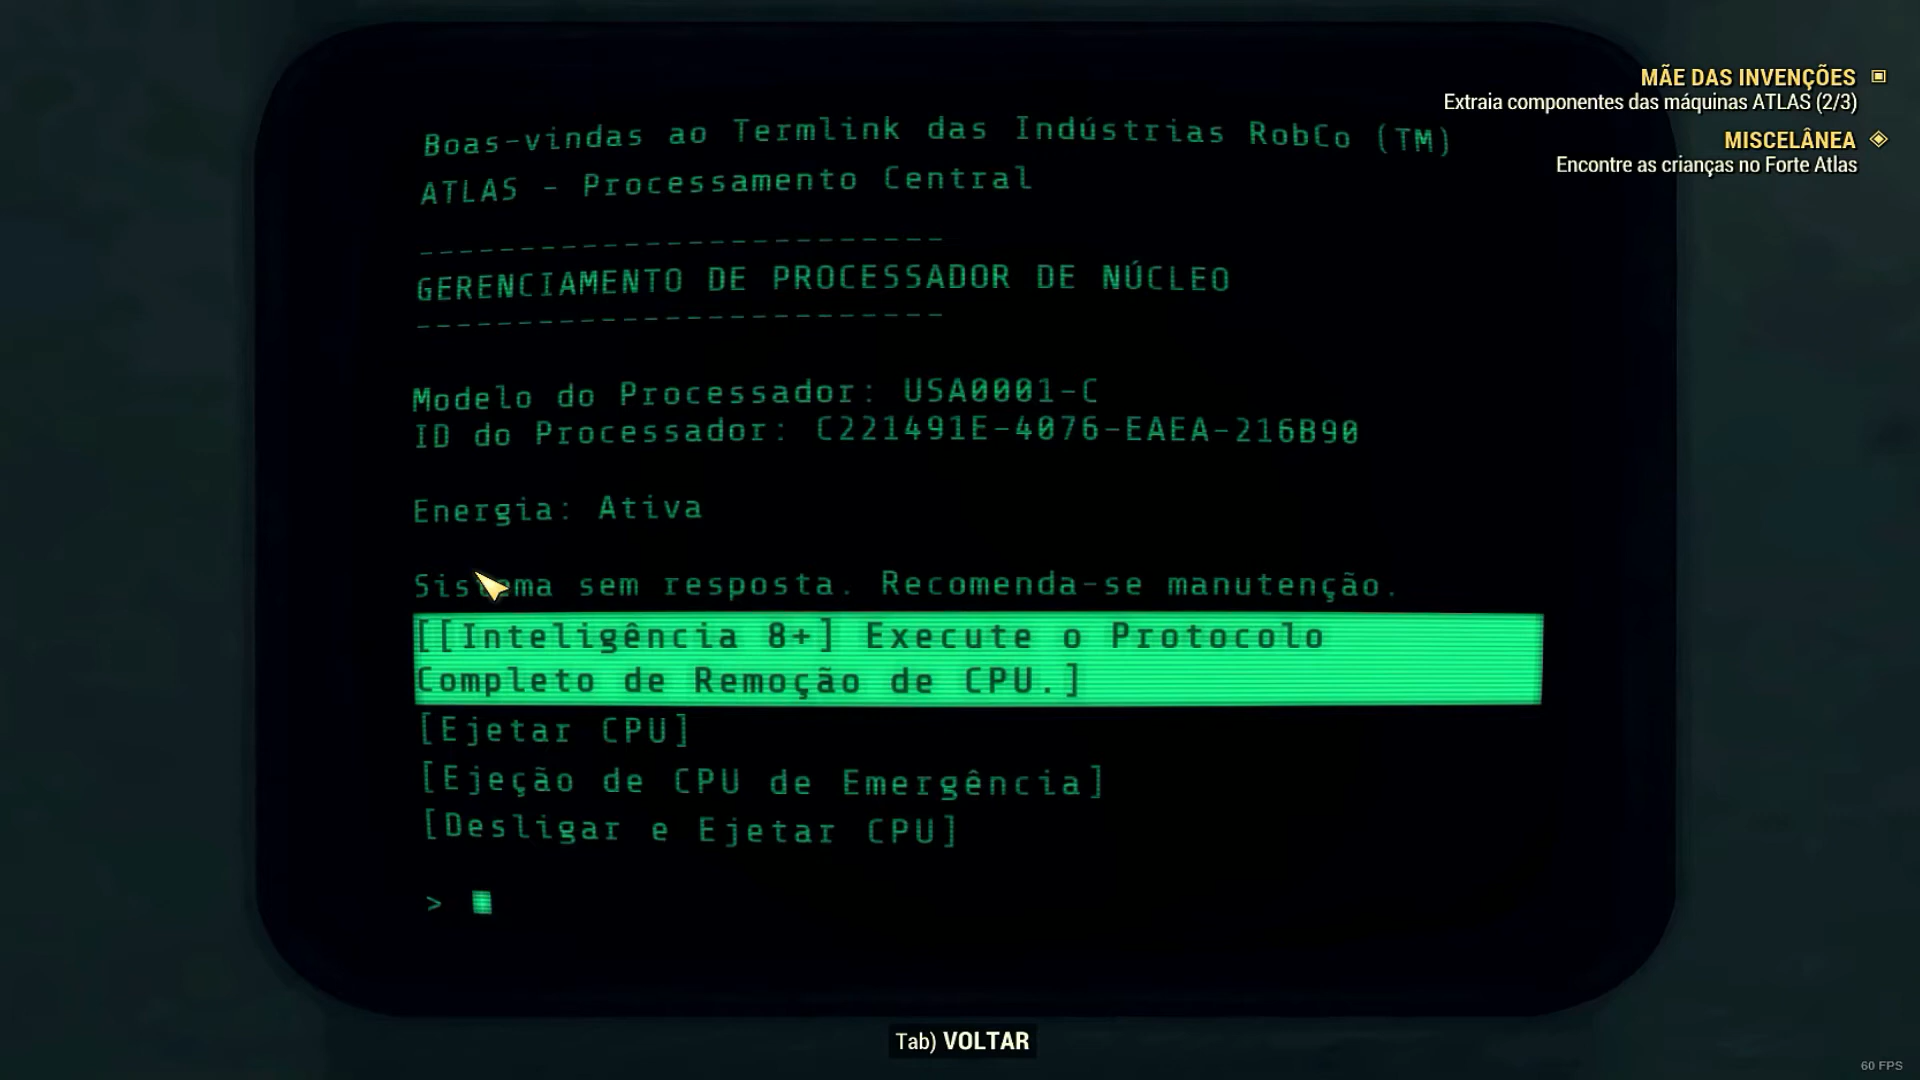 MÃE DAS INVENÇÕES
Extraia componentes das máquinas ATLAS (2/3)
MISCELÂNEA
Encontre as crianças no Forte Atlas
Boas-vindas ao Termlink das Indústrias RobCo (TM)
ATLAS - Processamento Central
-------------------------
GERENCIAMENTO DE PROCESSADOR DE NÚCLEO
-------------------------
Modelo do Processador: USA0001-C
ID do Processador: C221491E-4076-EAEA-216B90
Energia: Ativa
Sistema sem resposta. Recomenda-se manutenção.
[[Inteligência 8+] Execute o Protocolo
Completo de Remoção de CPU.]
[Ejetar CPU]
[Ejeção de CPU de Emergência]
[Desligar e Ejetar CPU]
>
Tab) VOLTAR
60 FPS